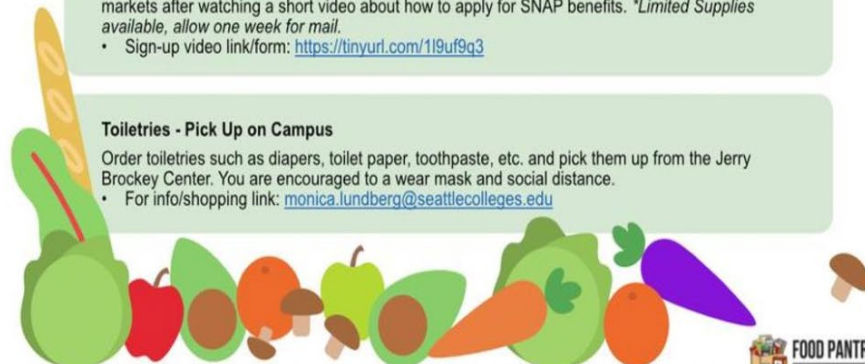 markets after watching a short video about how to apply for SNAP benefits. *Limited Supplies
available, allow one week for mail.
• Sign-up video link/form: https://tinyurl.com/1l9uf9q3
Toiletries - Pick Up on Campus
Order toiletries such as diapers, toilet paper, toothpaste, etc. and pick them up from the Jerry
Brockey Center. You are encouraged to a wear mask and social distance.
• For info/shopping link: monica.lundberg@seattlecolleges.edu
FOOD